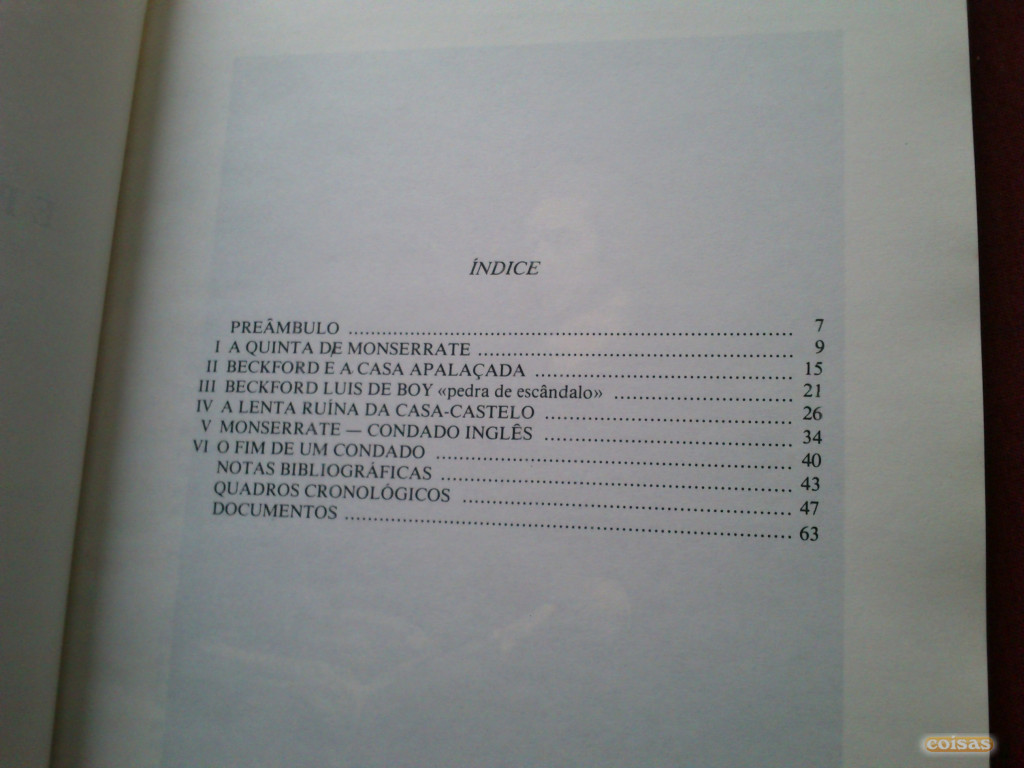 ÍNDICE
PREÂMBULO ........ 7
I A QUINTA DE MONSERRATE ........ 9
II BECKFORD E A CASA APALAÇADA ........ 15
III BECKFORD LUIS DE BOY «pedra de escândalo» ........ 21
IV A LENTA RUÍNA DA CASA-CASTELO ........ 26
V MONSERRATE — CONDADO INGLÊS ........ 34
VI O FIM DE UM CONDADO ........ 40
NOTAS BIBLIOGRÁFICAS ........ 43
QUADROS CRONOLÓGICOS ........ 47
DOCUMENTOS ........ 63
coisas